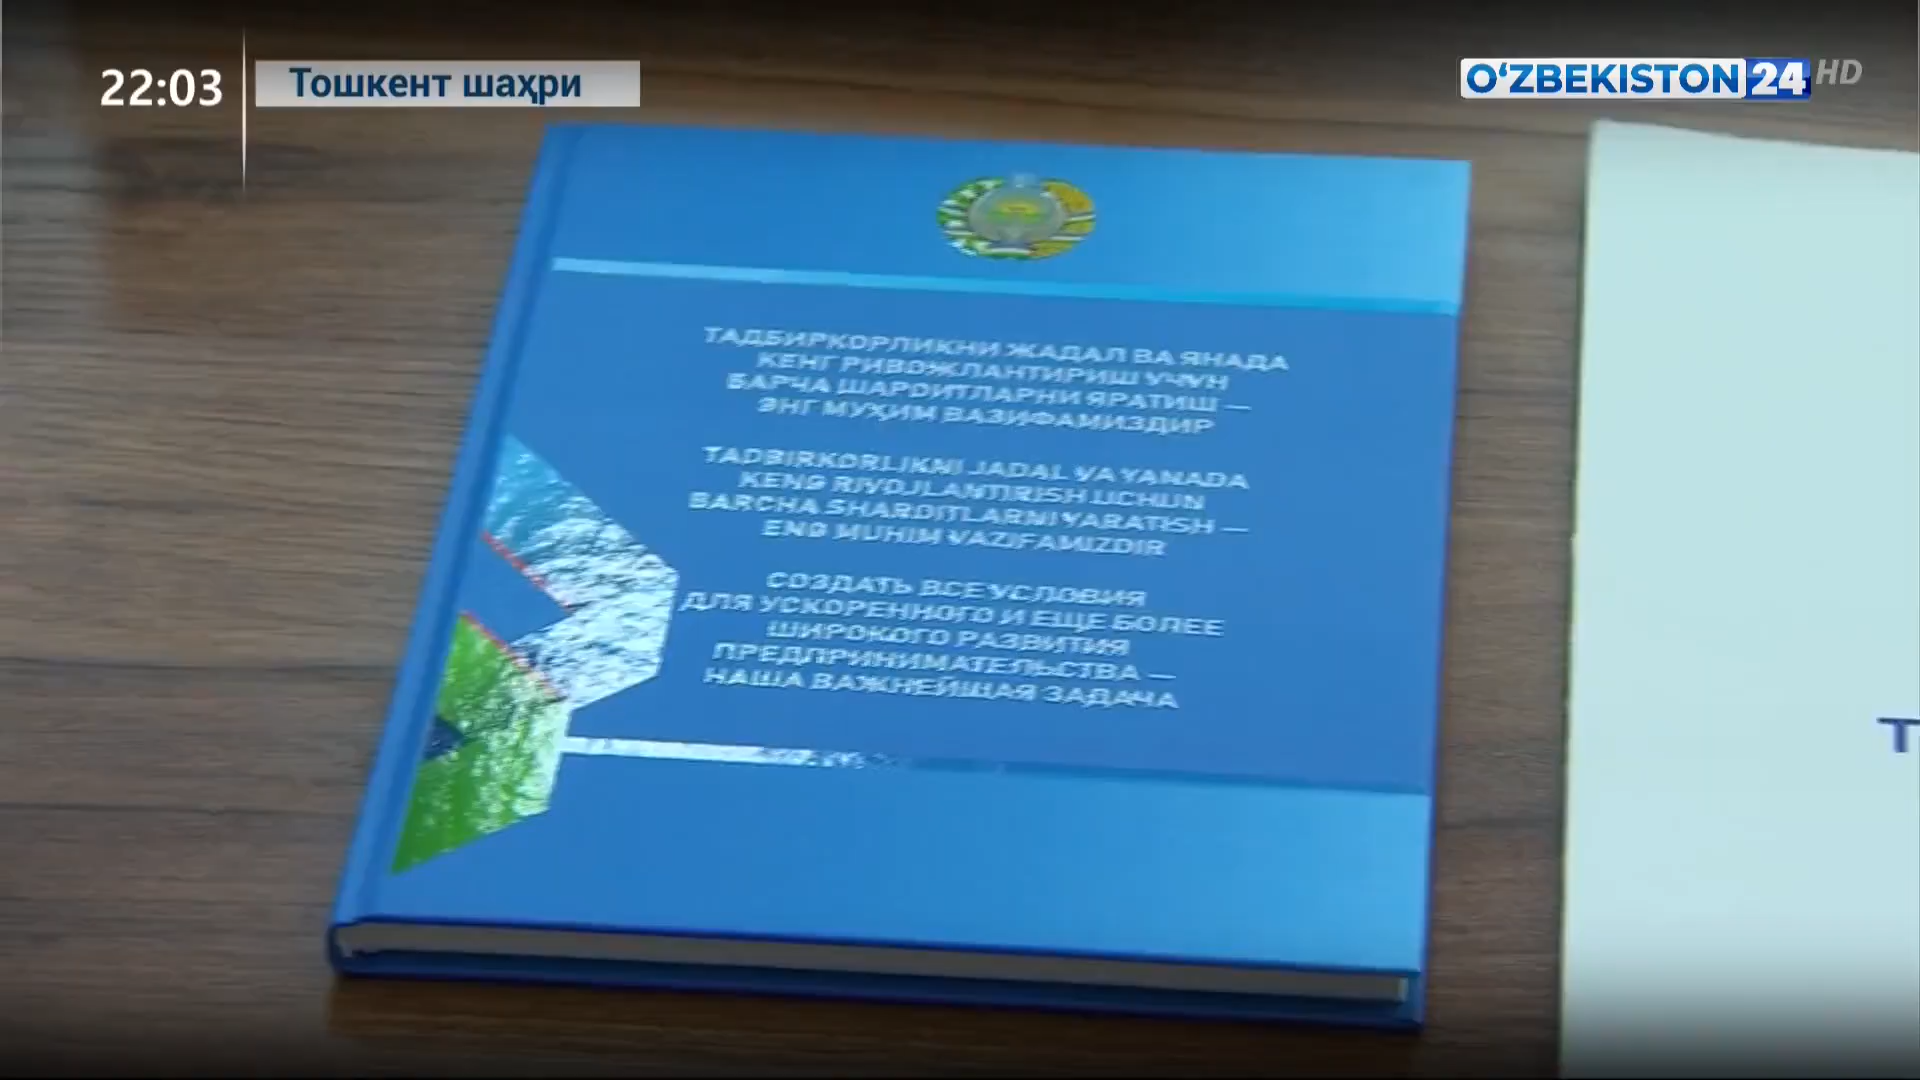 22:03
Тошкент шаҳри
O‘ZBEKISTON 24 HD
ТАДБИРКОРЛИКНИ ЖАДАЛ ВА ЯНАДА
КЕНГ РИВОЖЛАНТИРИШ УЧУН
БАРЧА ШАРОИТЛАРНИ ЯРАТИШ —
ЭНГ МУҲИМ ВАЗИФАМИЗДИР
TADBIRKORLIKNI JADAL VA YANADA
KENG RIVOJLANTIRISH UCHUN
BARCHA SHAROITLARNI YARATISH —
ENG MUHIM VAZIFAMIZDIR
СОЗДАТЬ ВСЕ УСЛОВИЯ
ДЛЯ УСКОРЕННОГО И ЕЩЕ БОЛЕЕ
ШИРОКОГО РАЗВИТИЯ
ПРЕДПРИНИМАТЕЛЬСТВА —
НАША ВАЖНЕЙШАЯ ЗАДАЧА